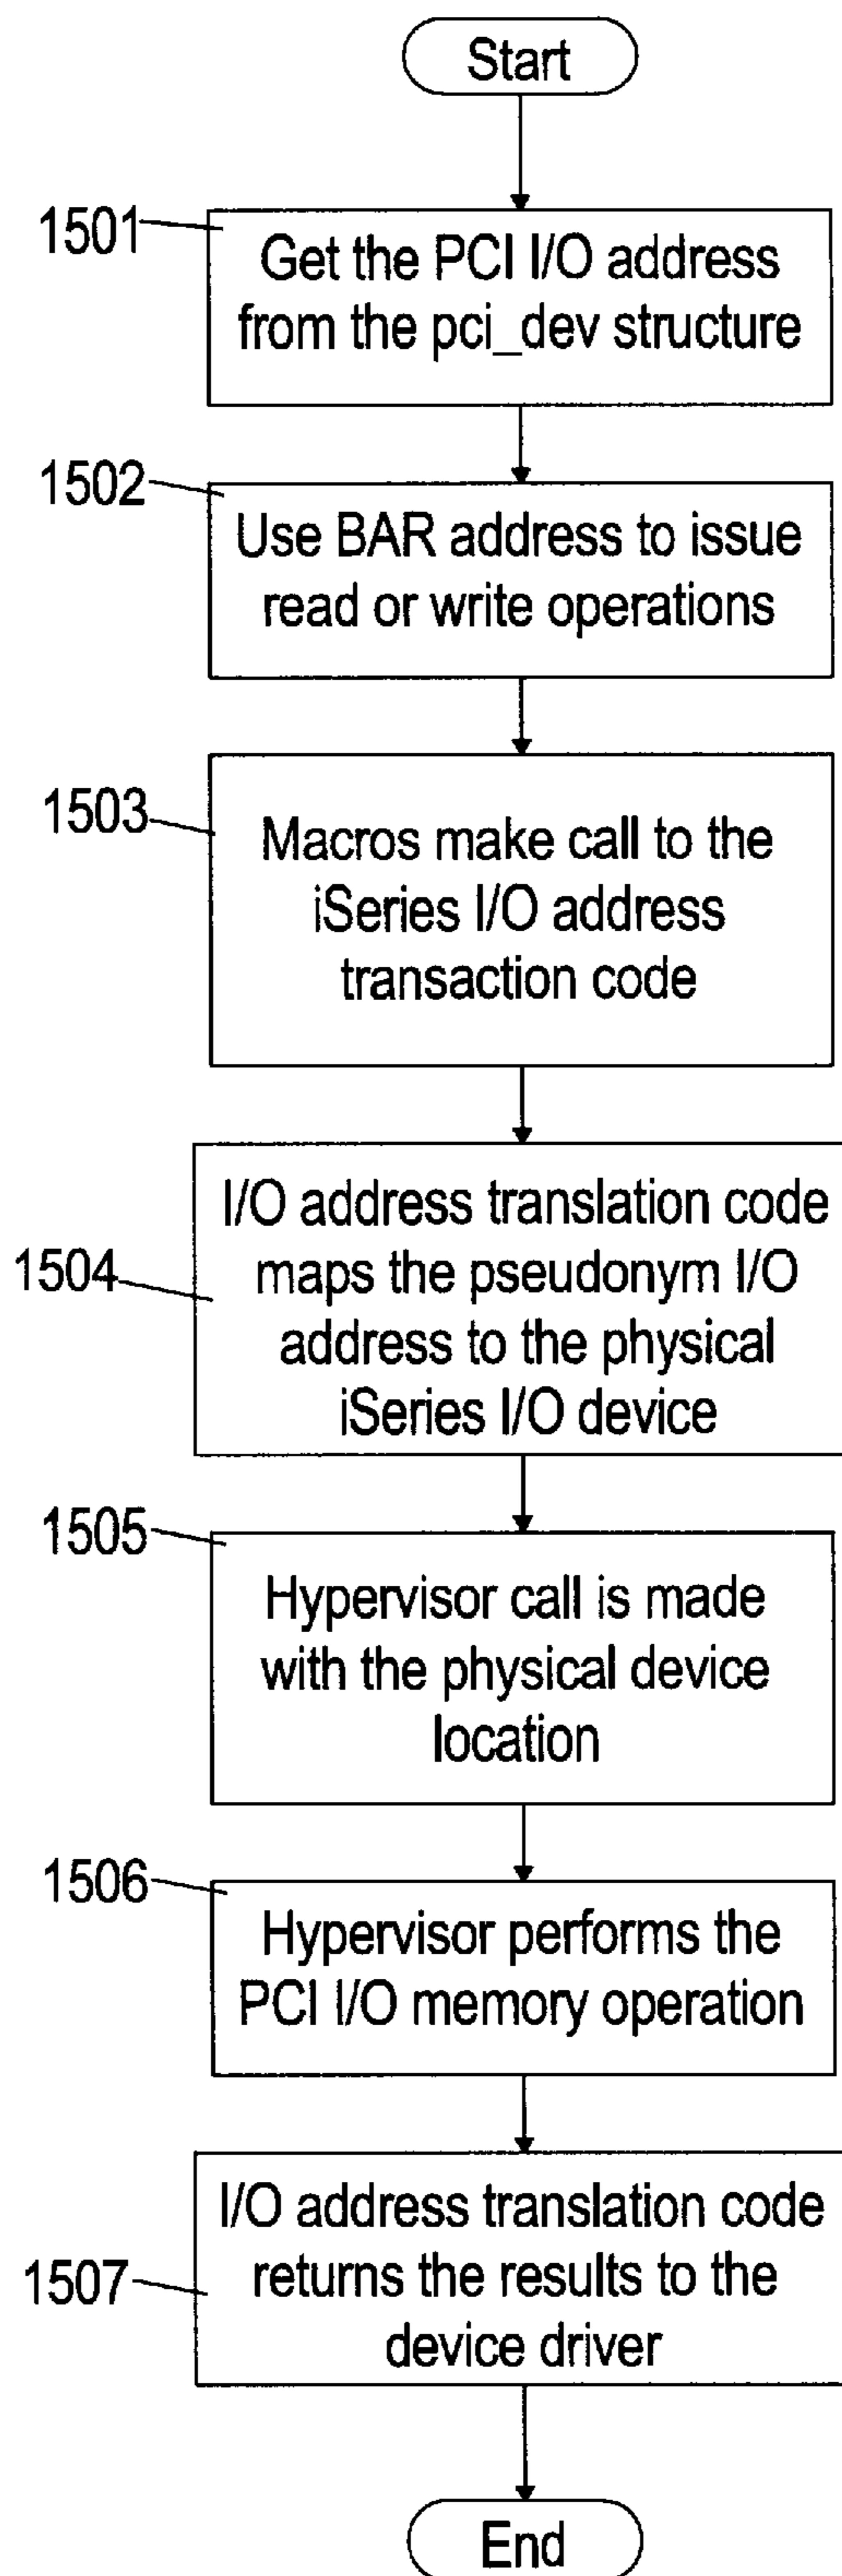 Start
1501
Get the PCI I/O address
from the pci_dev structure
1502
Use BAR address to issue
read or write operations
1503
Macros make call to the
iSeries I/O address
transaction code
1504
I/O address translation code
maps the pseudonym I/O
address to the physical
iSeries I/O device
1505
Hypervisor call is made
with the physical device
location
1506
Hypervisor performs the
PCI I/O memory operation
1507
I/O address translation code
returns the results to the
device driver
End